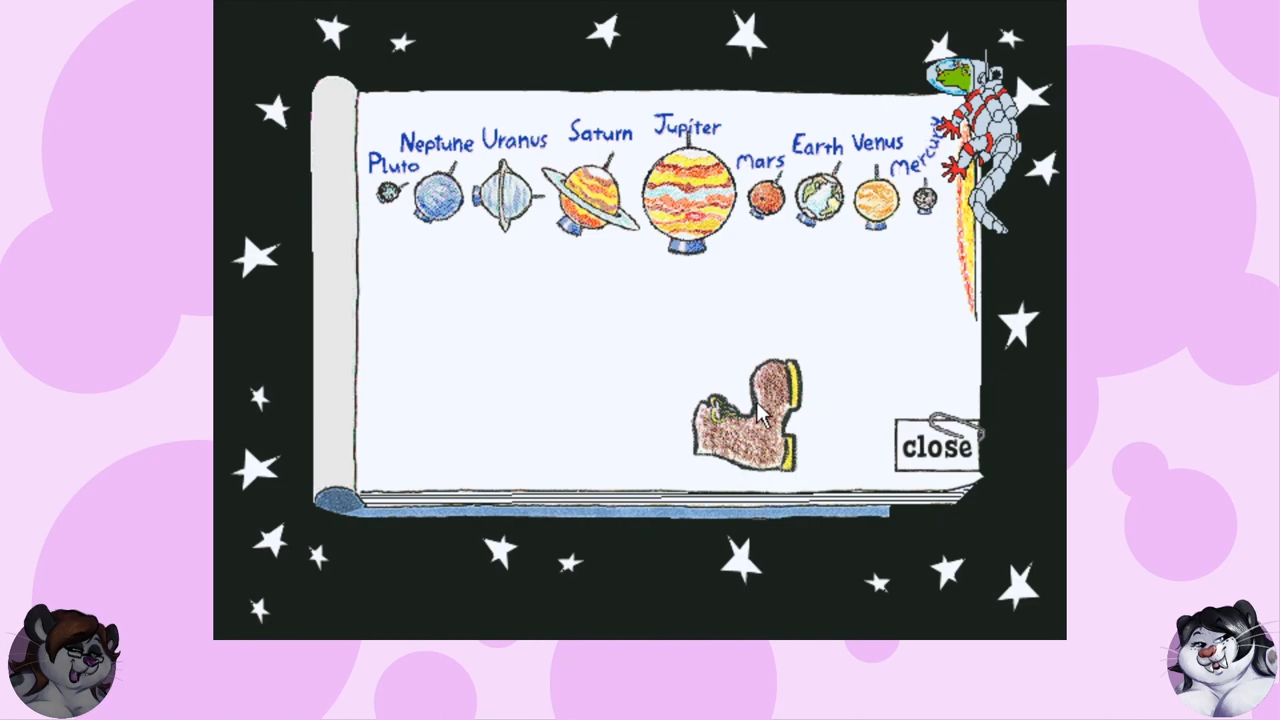 Pluto
Neptune
Uranus
Saturn
Jupiter
Mars
Earth
Venus
Mercury
close